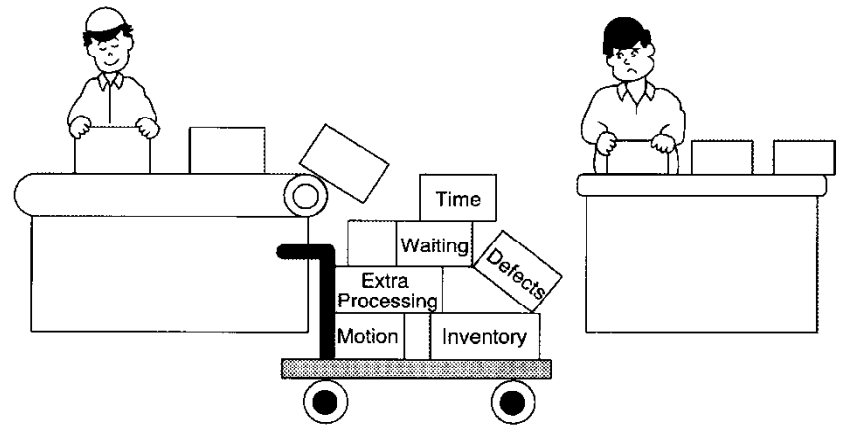 Time
Waiting
Defects
Extra
Processing
Motion
Inventory